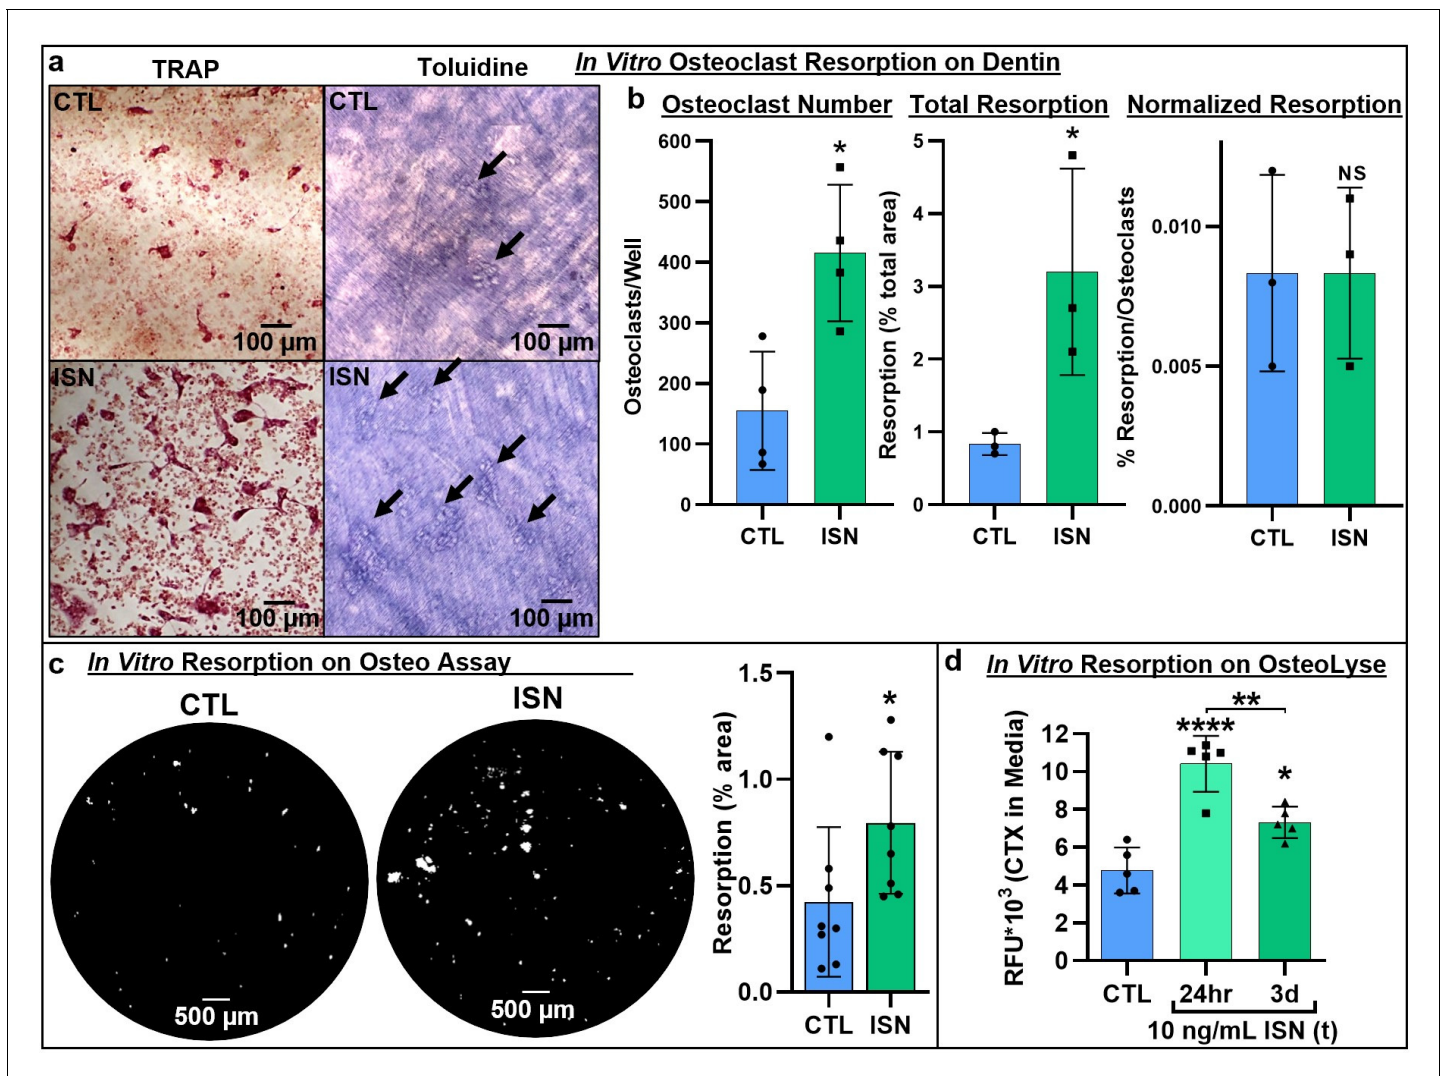 a
TRAP
Toluidine
In Vitro Osteoclast Resorption on Dentin
CTL
CTL
100 µm
100 µm
ISN
ISN
100 µm
100 µm
b
Osteoclast Number
Osteoclasts/Well
600
500
400
300
200
100
0
*
CTL
ISN
Total Resorption
Resorption (% total area)
5
4
3
2
1
0
*
CTL
ISN
Normalized Resorption
% Resorption/Osteoclasts
0.010
0.005
0.000
NS
CTL
ISN
c
In Vitro Resorption on Osteo Assay
CTL
ISN
500 µm
500 µm
Resorption (% area)
1.5
1.0
0.5
0.0
*
CTL
ISN
d
In Vitro Resorption on OsteoLyse
RFU*10³ (CTX in Media)
12
10
8
6
4
2
0
**
****
*
CTL
24hr
3d
10 ng/mL ISN (t)